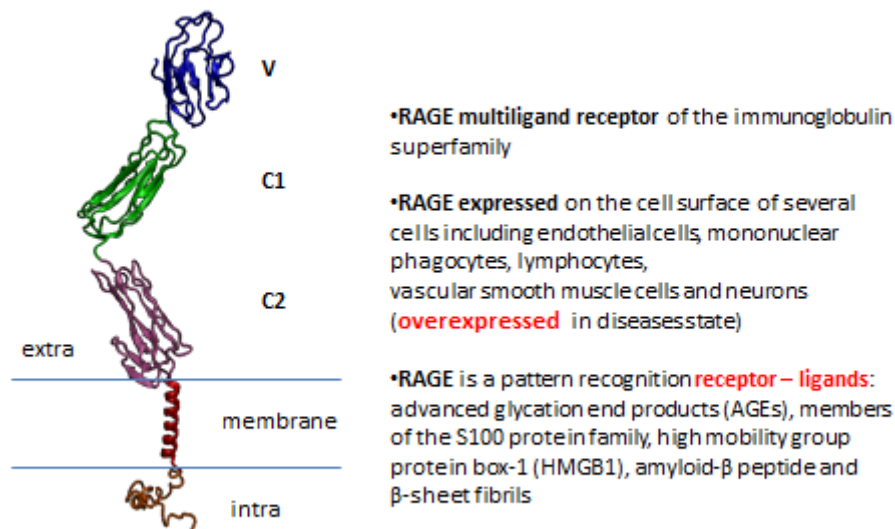 V
C1
C2
extra
membrane
intra
•RAGE multiligand receptor of the immunoglobulin
superfamily
•RAGE expressed on the cell surface of several
cells including endothelial cells, mononuclear
phagocytes, lymphocytes,
vascular smooth muscle cells and neurons
(overexpressed in diseases state)
•RAGE is a pattern recognition receptor – ligands:
advanced glycation end products (AGEs), members
of the S100 protein family, high mobility group
protein box-1 (HMGB1), amyloid-β peptide and
β-sheet fibrils